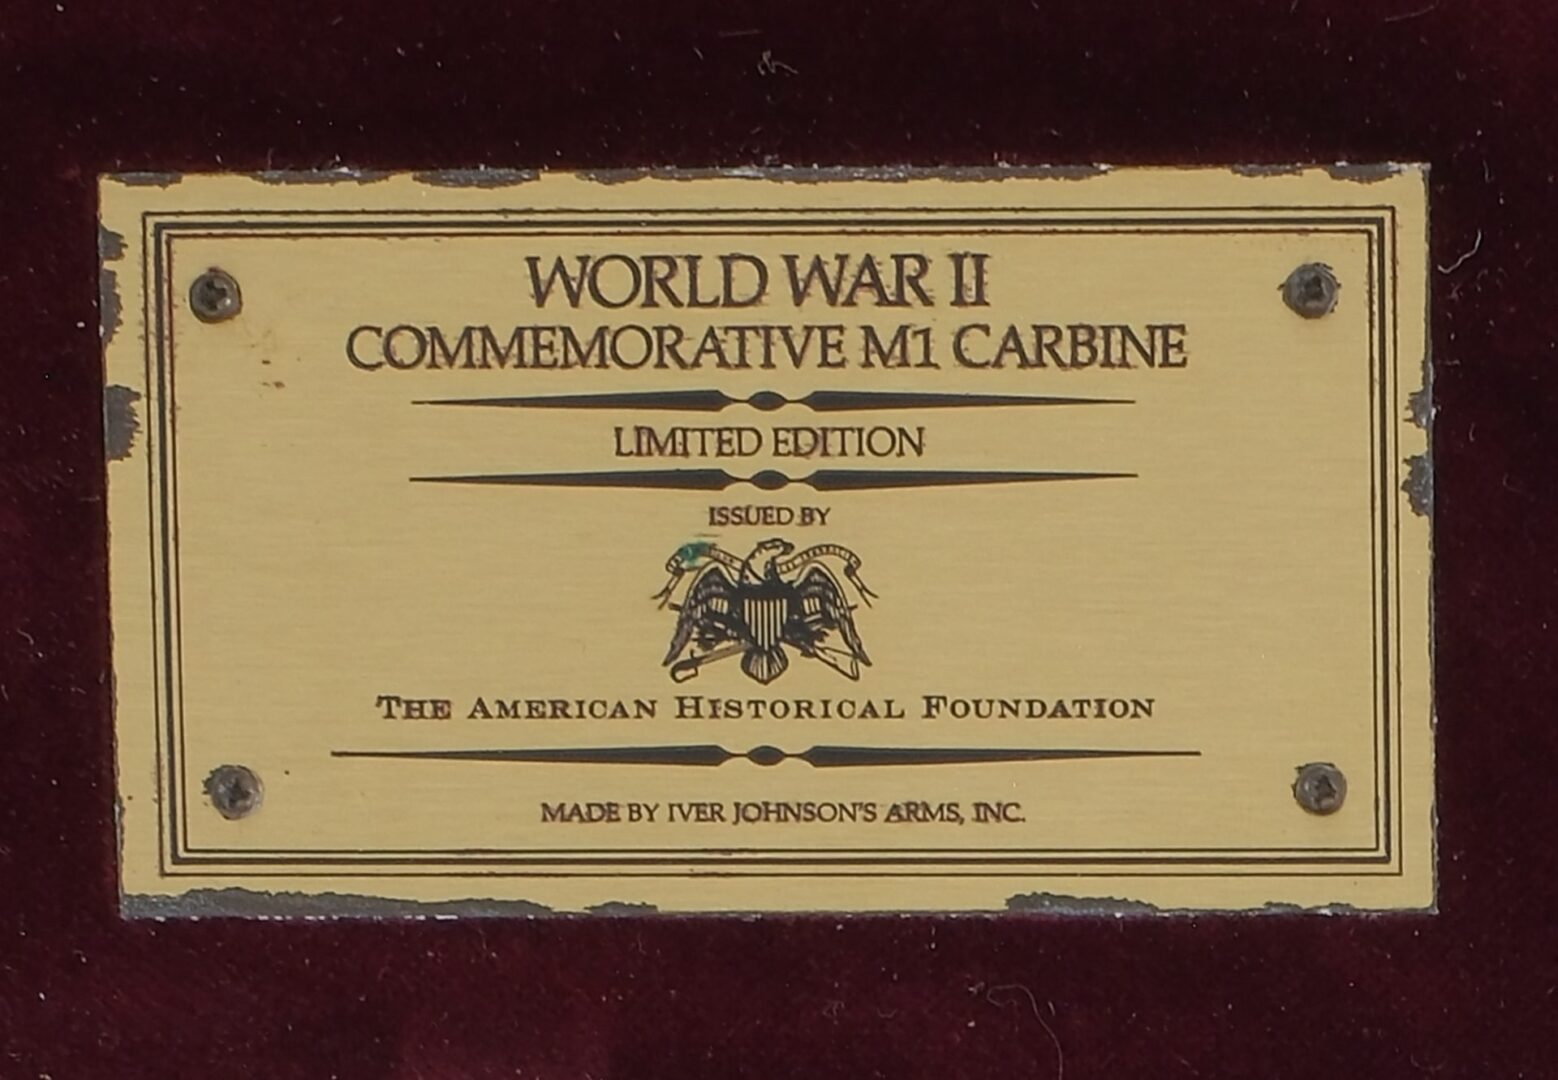 WORLD WAR II
COMMEMORATIVE M1 CARBINE
LIMITED EDITION
ISSUED BY
THE AMERICAN HISTORICAL FOUNDATION
MADE BY IVER JOHNSON'S ARMS, INC.